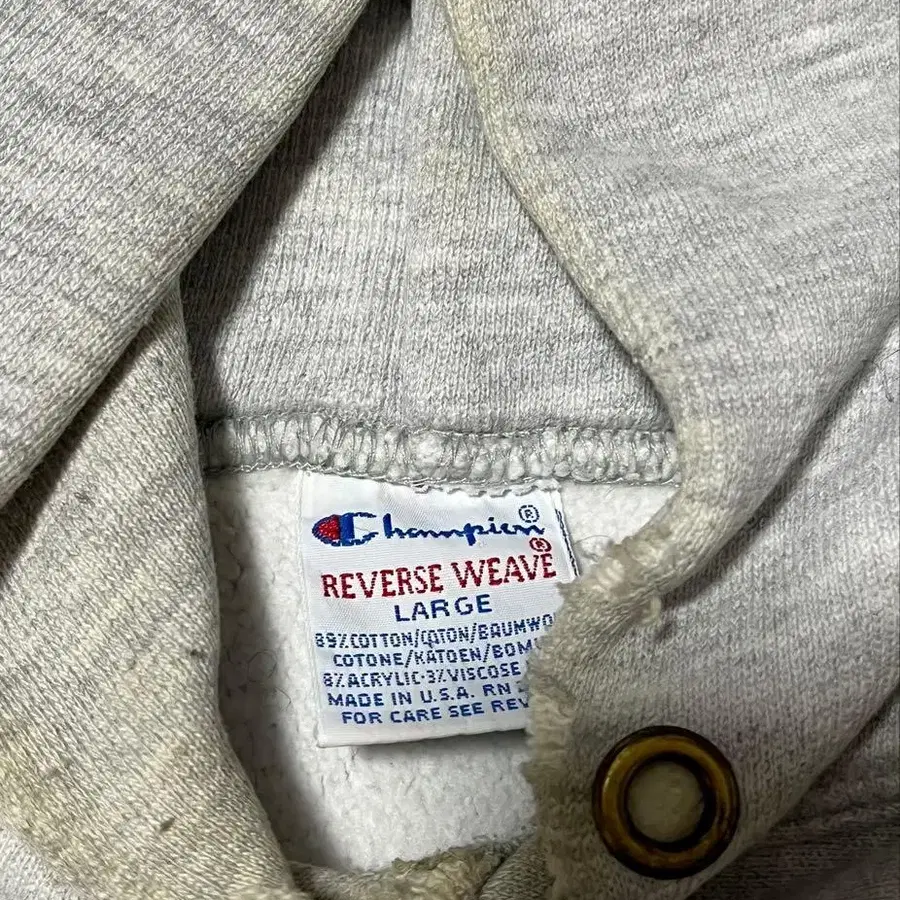 Champion®
REVERSE WEAVE®
LARGE
89%COTTON/COTON/BAUMWO
COTONE/KATOEN/BOM
8%ACRYLIC·3%VISCOSE
MADE IN U.S.A. RN
FOR CARE SEE REV